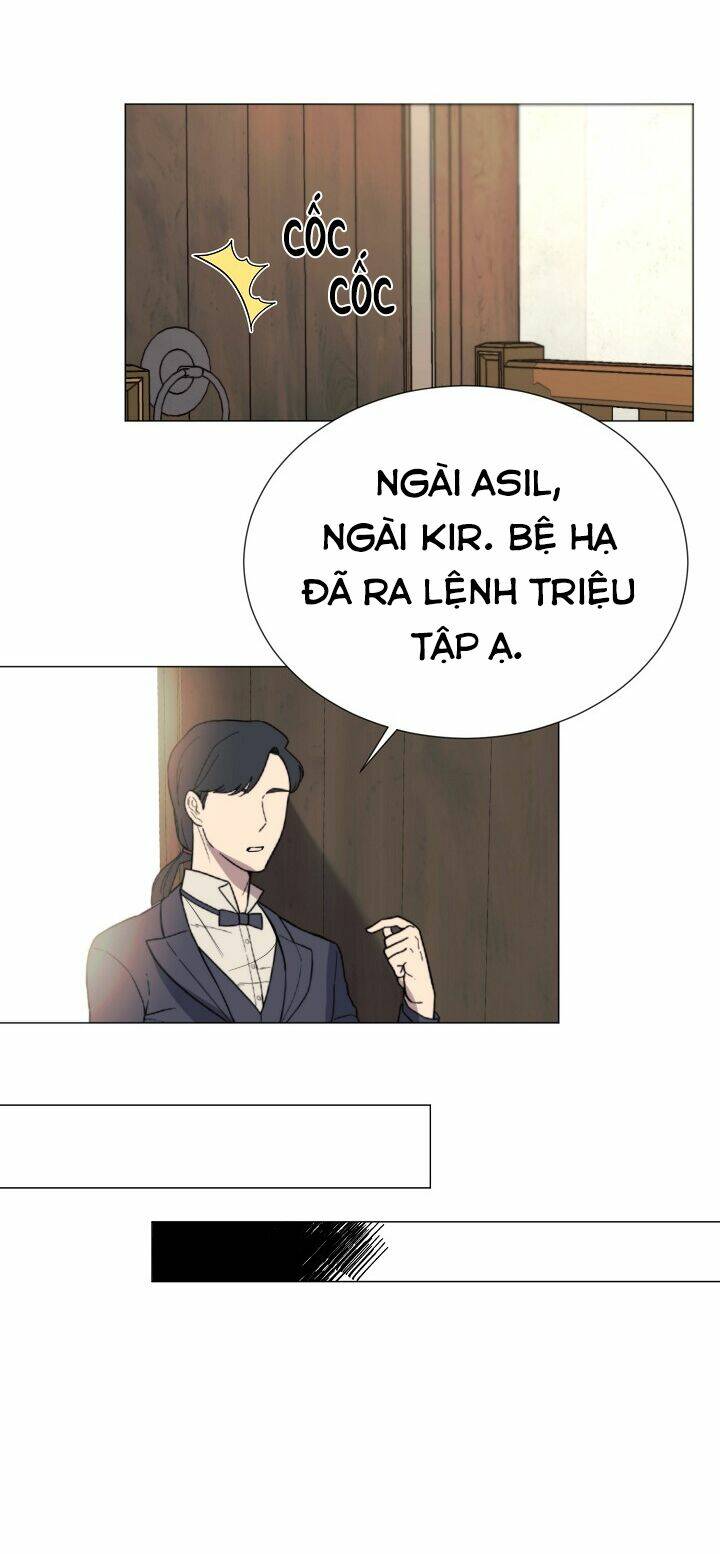 CỐC
CỐC
NGÀI ASIL,
NGÀI KIR. BỆ HẠ
ĐÃ RA LỆNH TRIỆU
TẬP Ạ.